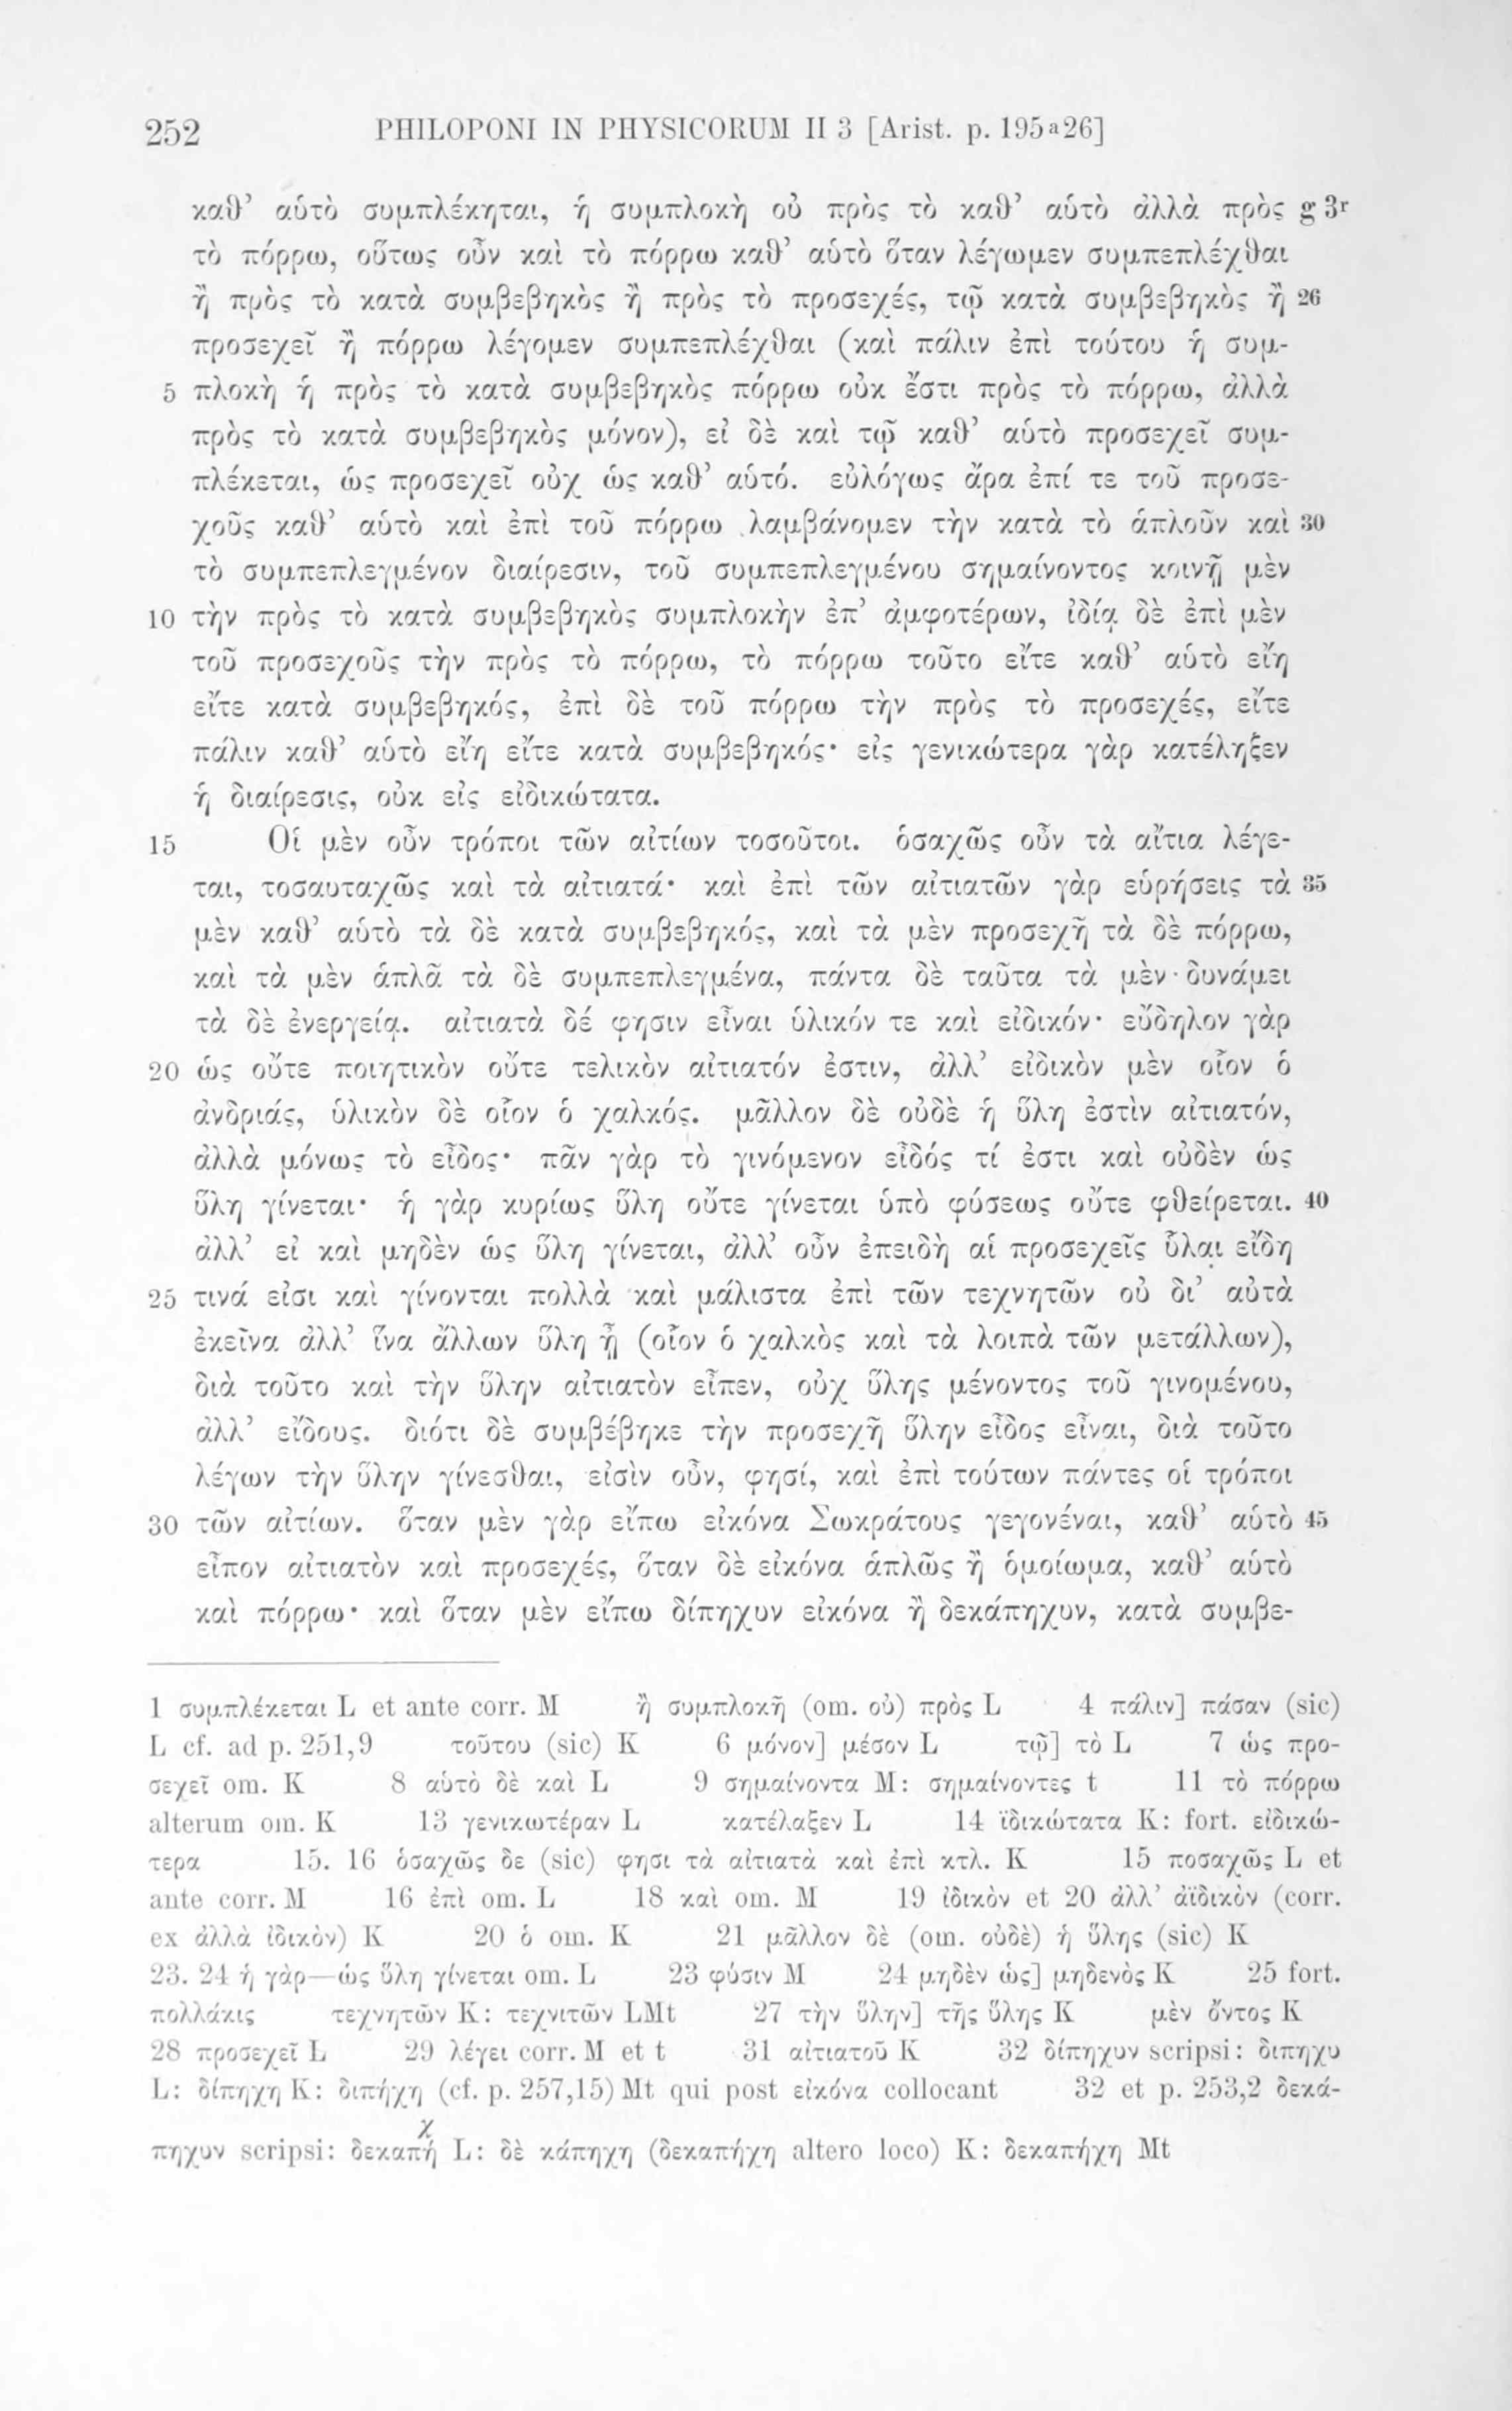 252 PHILOPONI IN PHYSICORUM II 3 [Arist. p. 195a26]
καθ’ αὑτὸ συμπλέκηται, ἡ συμπλοκὴ οὐ πρὸς τὸ καθ’ αὑτὸ ἀλλὰ πρὸς g 3r
τὸ πόρρω, οὕτως οὖν καὶ τὸ πόρρω καθ’ αὑτὸ ὅταν λέγωμεν συμπεπλέχθαι
ἢ πρὸς τὸ κατὰ συμβεβηκὸς ἢ πρὸς τὸ προσεχές, τῷ κατὰ συμβεβηκὸς ἢ 26
προσεχεῖ ἢ πόρρω λέγομεν συμπεπλέχθαι (καὶ πάλιν ἐπὶ τούτου ἡ συμ-
5 πλοκὴ ἡ πρὸς τὸ κατὰ συμβεβηκὸς πόρρω οὐκ ἔστι πρὸς τὸ πόρρω, ἀλλὰ
πρὸς τὸ κατὰ συμβεβηκὸς μόνον), εἰ δὲ καὶ τῷ καθ’ αὑτὸ προσεχεῖ συμ-
πλέκεται, ὡς προσεχεῖ οὐχ ὡς καθ’ αὑτό. εὐλόγως ἄρα ἐπί τε τοῦ προσε-
χοῦς καθ’ αὑτὸ καὶ ἐπὶ τοῦ πόρρω λαμβάνομεν τὴν κατὰ τὸ ἁπλοῦν καὶ 30
τὸ συμπεπλεγμένον διαίρεσιν, τοῦ συμπεπλεγμένου σημαίνοντος κοινῇ μὲν
10 τὴν πρὸς τὸ κατὰ συμβεβηκὸς συμπλοκὴν ἐπ’ ἀμφοτέρων, ἰδίᾳ δὲ ἐπὶ μὲν
τοῦ προσεχοῦς τὴν πρὸς τὸ πόρρω, τὸ πόρρω τοῦτο εἴτε καθ’ αὑτὸ εἴη
εἴτε κατὰ συμβεβηκός, ἐπὶ δὲ τοῦ πόρρω τὴν πρὸς τὸ προσεχές, εἴτε
πάλιν καθ’ αὑτὸ εἴη εἴτε κατὰ συμβεβηκός· εἰς γενικώτερα γὰρ κατέληξεν
ἡ διαίρεσις, οὐκ εἰς εἰδικώτατα.
15 Οἱ μὲν οὖν τρόποι τῶν αἰτίων τοσοῦτοι. ὁσαχῶς οὖν τὰ αἴτια λέγε-
ται, τοσαυταχῶς καὶ τὰ αἰτιατά· καὶ ἐπὶ τῶν αἰτιατῶν γὰρ εὑρήσεις τὰ 35
μὲν καθ’ αὑτὸ τὰ δὲ κατὰ συμβεβηκός, καὶ τὰ μὲν προσεχῆ τὰ δὲ πόρρω,
καὶ τὰ μὲν ἁπλᾶ τὰ δὲ συμπεπλεγμένα, πάντα δὲ ταῦτα τὰ μὲν δυνάμει
τὰ δὲ ἐνεργείᾳ. αἰτιατὰ δέ φησιν εἶναι ὑλικόν τε καὶ εἰδικόν· εὔδηλον γὰρ
20 ὡς οὔτε ποιητικὸν οὔτε τελικὸν αἰτιατόν ἐστιν, ἀλλ’ εἰδικὸν μὲν οἷον ὁ
ἀνδριάς, ὑλικὸν δὲ οἷον ὁ χαλκός. μᾶλλον δὲ οὐδὲ ἡ ὕλη ἐστὶν αἰτιατόν,
ἀλλὰ μόνως τὸ εἶδος· πᾶν γὰρ τὸ γινόμενον εἶδός τί ἐστι καὶ οὐδὲν ὡς
ὕλη γίνεται· ἡ γὰρ κυρίως ὕλη οὔτε γίνεται ὑπὸ φύσεως οὔτε φθείρεται. 40
ἀλλ’ εἰ καὶ μηδὲν ὡς ὕλη γίνεται, ἀλλ’ οὖν ἐπειδὴ αἱ προσεχεῖς ὗλαι εἴδη
25 τινά εἰσι καὶ γίνονται πολλὰ καὶ μάλιστα ἐπὶ τῶν τεχνητῶν οὐ δι’ αὐτὰ
ἐκεῖνα ἀλλ’ ἵνα ἄλλων ὕλη ᾖ (οἷον ὁ χαλκὸς καὶ τὰ λοιπὰ τῶν μετάλλων),
διὰ τοῦτο καὶ τὴν ὕλην αἰτιατὸν εἶπεν, οὐχ ὕλης μένοντος τοῦ γινομένου,
ἀλλ’ εἴδους. διότι δὲ συμβέβηκε τὴν προσεχῆ ὕλην εἶδος εἶναι, διὰ τοῦτο
λέγων τὴν ὕλην γίνεσθαι, εἰσὶν οὖν, φησί, καὶ ἐπὶ τούτων πάντες οἱ τρόποι
30 τῶν αἰτίων. ὅταν μὲν γὰρ εἴπω εἰκόνα Σωκράτους γεγονέναι, καθ’ αὑτὸ 45
εἶπον αἰτιατὸν καὶ προσεχές, ὅταν δὲ εἰκόνα ἁπλῶς ἢ ὁμοίωμα, καθ’ αὑτὸ
καὶ πόρρω· καὶ ὅταν μὲν εἴπω δίπηχυν εἰκόνα ἢ δεκάπηχυν, κατὰ συμβε-
1 συμπλέκεται L et ante corr. M ἢ συμπλοκῆ (om. οὐ) πρὸς L 4 πάλιν] πάσαν (sic)
L cf. ad p. 251,9 τοῦτου (sic) K 6 μόνον] μέσον L τῷ] τὸ L 7 ὡς προ-
σεχεῖ om. K 8 αὑτὸ δὲ καὶ L 9 σημαίνοντα M: σημαίνοντες t 11 τὸ πόρρω
alterum om. K 13 γενικωτέραν L κατέλαξεν L 14 ϊδικώτατα K: fort. εἰδικώ-
τερα 15. 16 ὁσαχῶς δε (sic) φησι τὰ αἰτιατὰ καὶ ἐπὶ κτλ. K 15 ποσαχῶς L et
ante corr. M 16 ἐπὶ om. L 18 καὶ om. M 19 ἰδικὸν et 20 ἀλλ’ ἀϊδικὸν (corr.
ex ἀλλὰ ἰδικὸν) K 20 ὁ om. K 21 μᾶλλον δὲ (om. οὐδὲ) ἡ ὕλης (sic) K
23. 24 ἡ γὰρ—ὡς ὕλη γίνεται om. L 23 φύσιν M 24 μηδὲν ὡς] μηδενὸς K 25 fort.
πολλάκις τεχνητῶν K: τεχνιτῶν LMt 27 τὴν ὕλην] τῆς ὕλης K μὲν ὄντος K
28 προσεχεῖ L 29 λέγει corr. M et t 31 αἰτιατοῦ K 32 δίπηχυν scripsi: διπηχυ
L: δίπηχη K: διπήχη (cf. p. 257,15) Mt qui post εἰκόνα collocant 32 et p. 253,2 δεκά-
χ
πηχυν scripsi: δεκαπή L: δὲ κάπηχη (δεκαπήχη altero loco) K: δεκαπήχη Mt